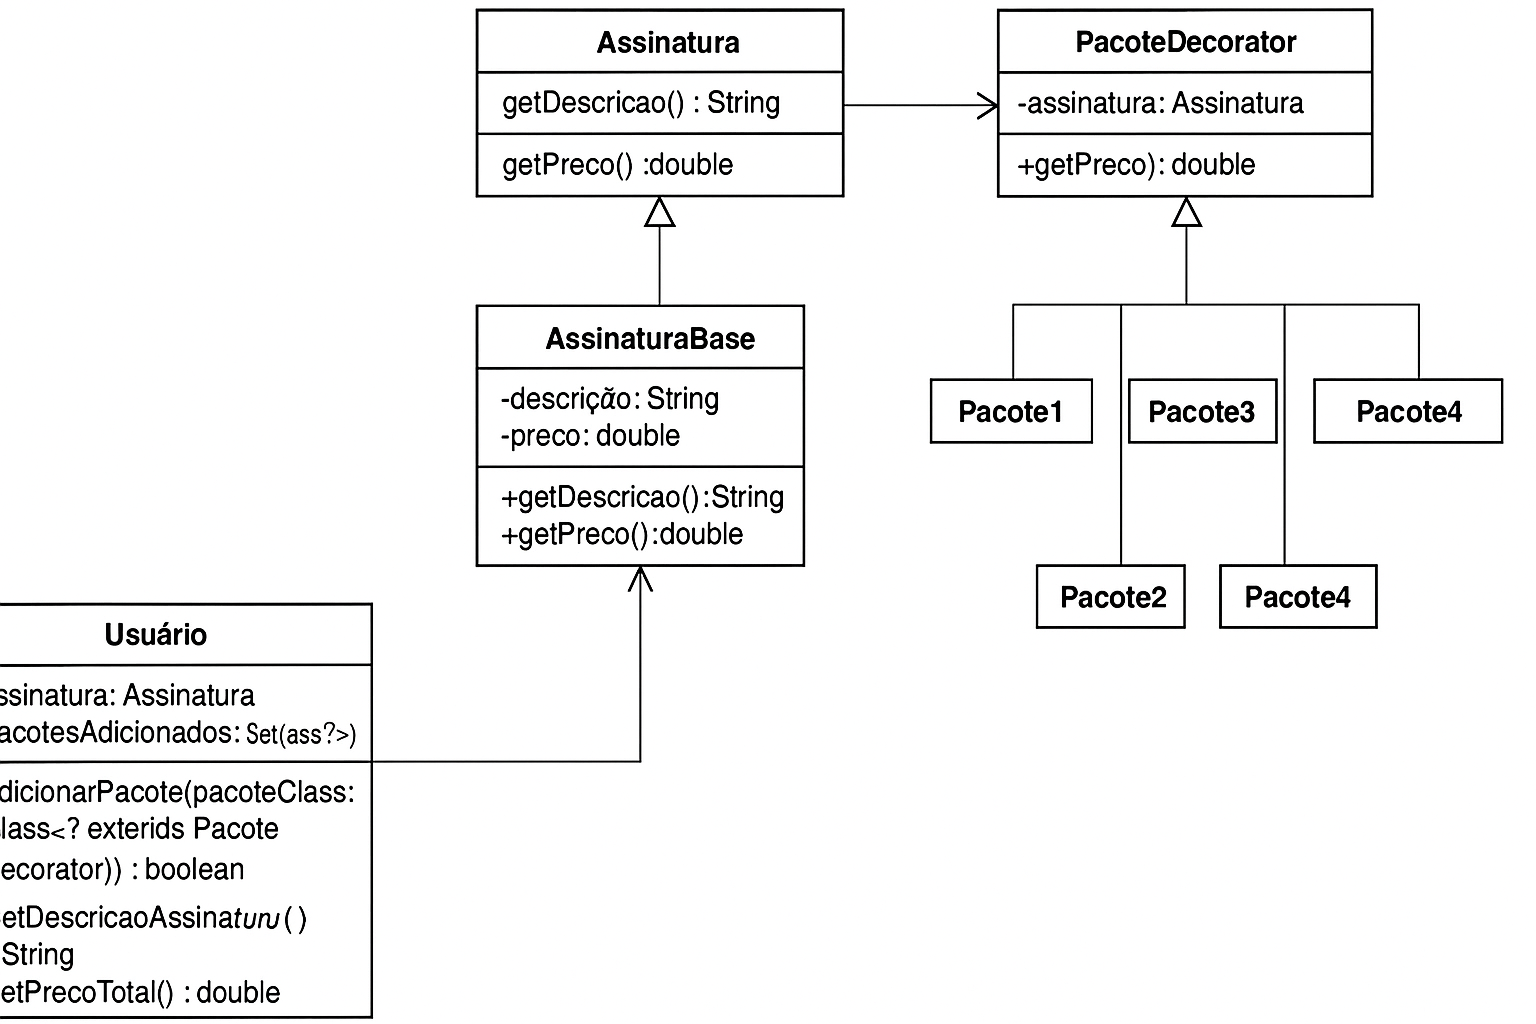 Assinatura
getDescricao() : String
getPreco() :double
PacoteDecorator
-assinatura: Assinatura
+getPreco): double
AssinaturaBase
-descrição: String
-preco: double
+getDescricao():String
+getPreco():double
Pacote1
Pacote3
Pacote4
Pacote2
Pacote4
Usuário
ssinatura: Assinatura
acotesAdicionados: Set(ass?>)
dicionarPacote(pacoteClass:
lass<? exterids Pacote
ecorator)) : boolean
etDescricaoAssinaturu()
String
etPrecoTotal() : double